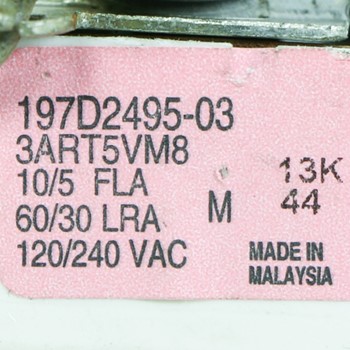 197D2495-03
3ART5VM8
10/5 FLA
60/30 LRA M
120/240 VAC
13K
44
MADE IN
MALAYSIA